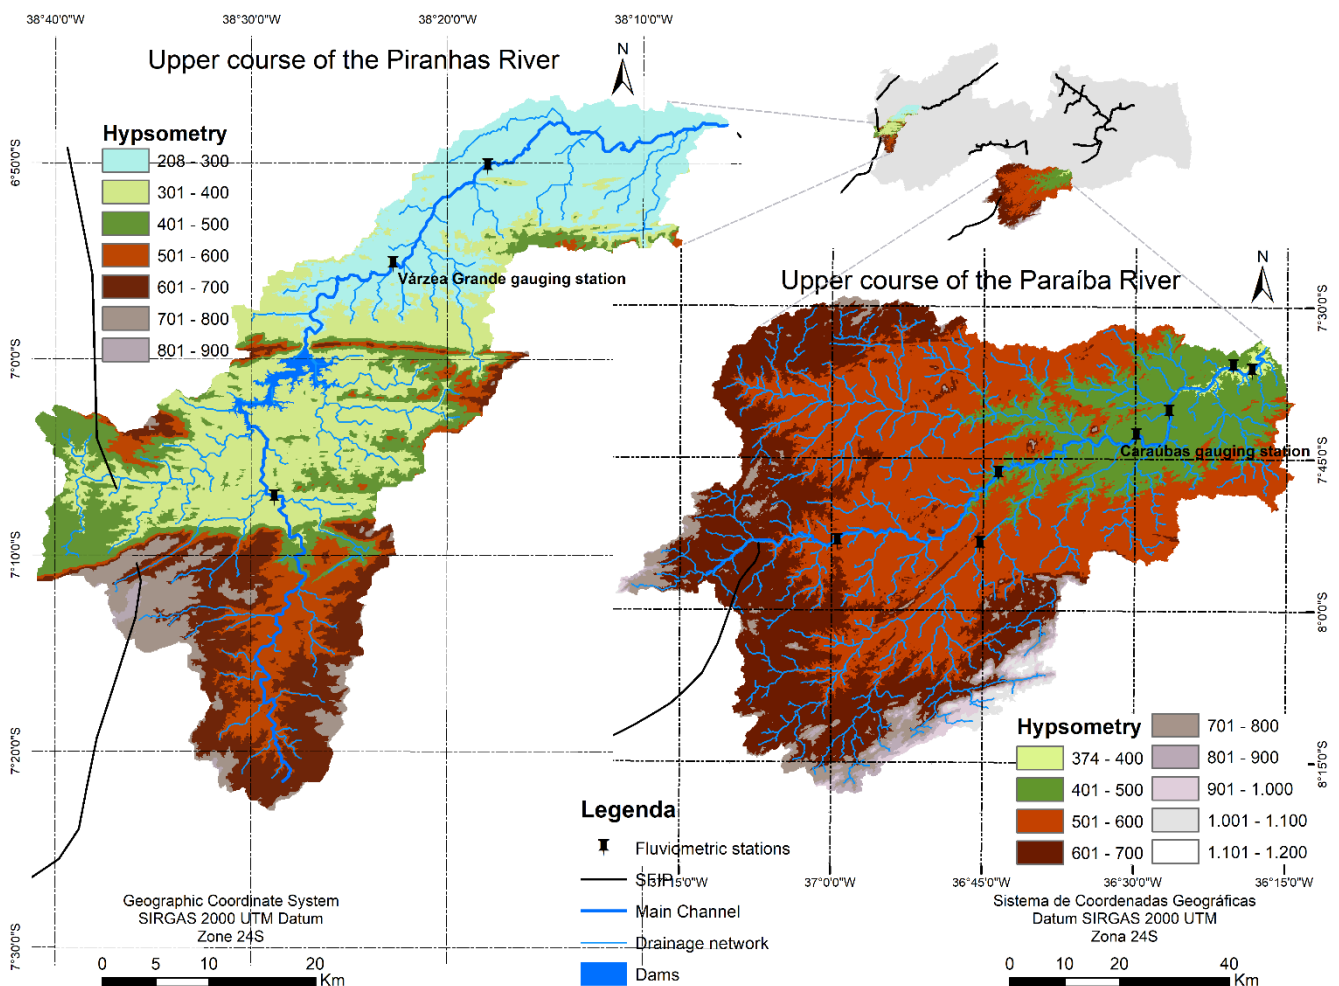 38°40'0"W
38°30'0"W
38°20'0"W
38°10'0"W
Upper course of the Piranhas River
N
Hypsometry
208 - 300
301 - 400
401 - 500
501 - 600
601 - 700
701 - 800
801 - 900
6°50'0"S
7°0'0"S
7°10'0"S
7°20'0"S
7°30'0"S
Várzea Grande gauging station
Upper course of the Paraíba River
N
7°30'0"S
7°45'0"S
8°0'0"S
8°15'0"S
Caraúbas gauging station
Hypsometry
374 - 400
401 - 500
501 - 600
601 - 700
701 - 800
801 - 900
901 - 1.000
1.001 - 1.100
1.101 - 1.200
Legenda
Fluviometric stations
Main Channel
Drainage network
Dams
37°0'0"W
36°45'0"W
36°30'0"W
36°15'0"W
Geographic Coordinate System
SIRGAS 2000 UTM Datum
Zone 24S
0 5 10 20
Km
Sistema de Coordenadas Geográficas
Datum SIRGAS 2000 UTM
Zona 24S
0 10 20 40
Km